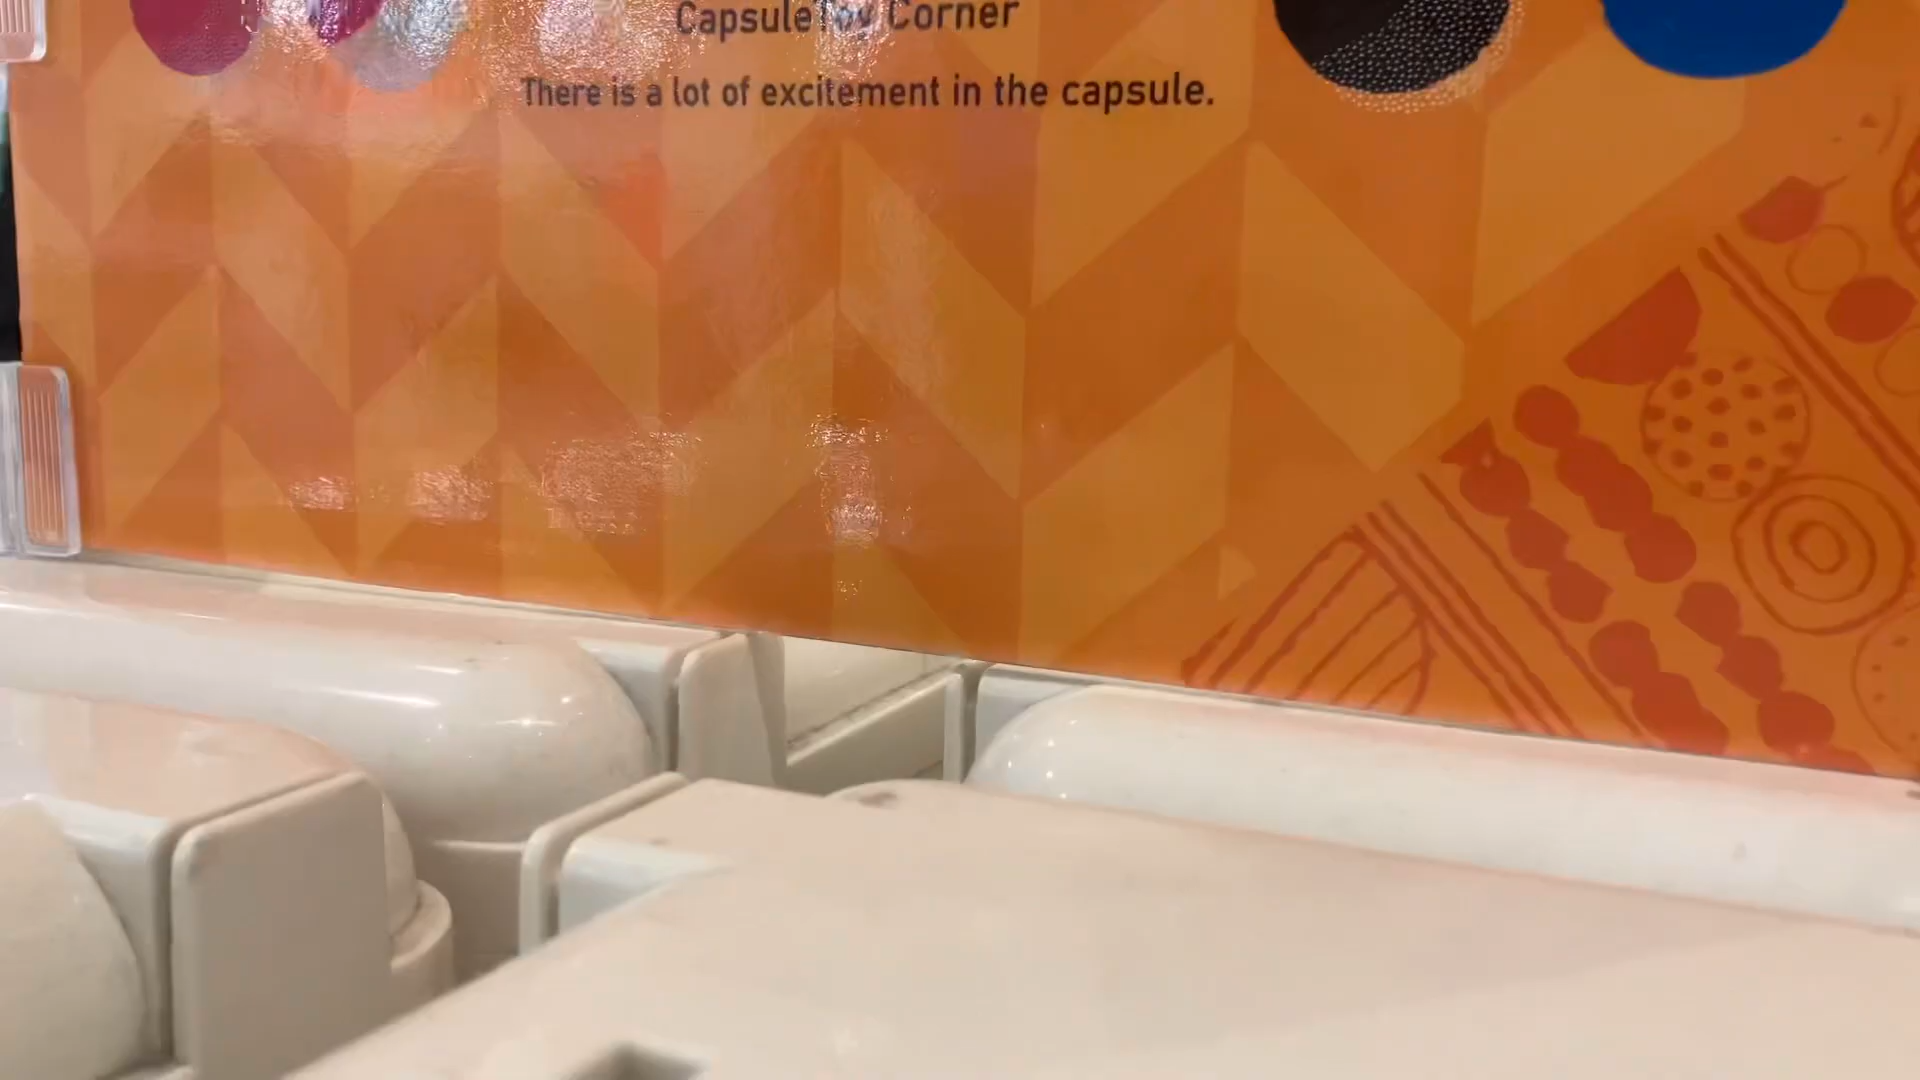 CapsuleToy Corner
There is a lot of excitement in the capsule.